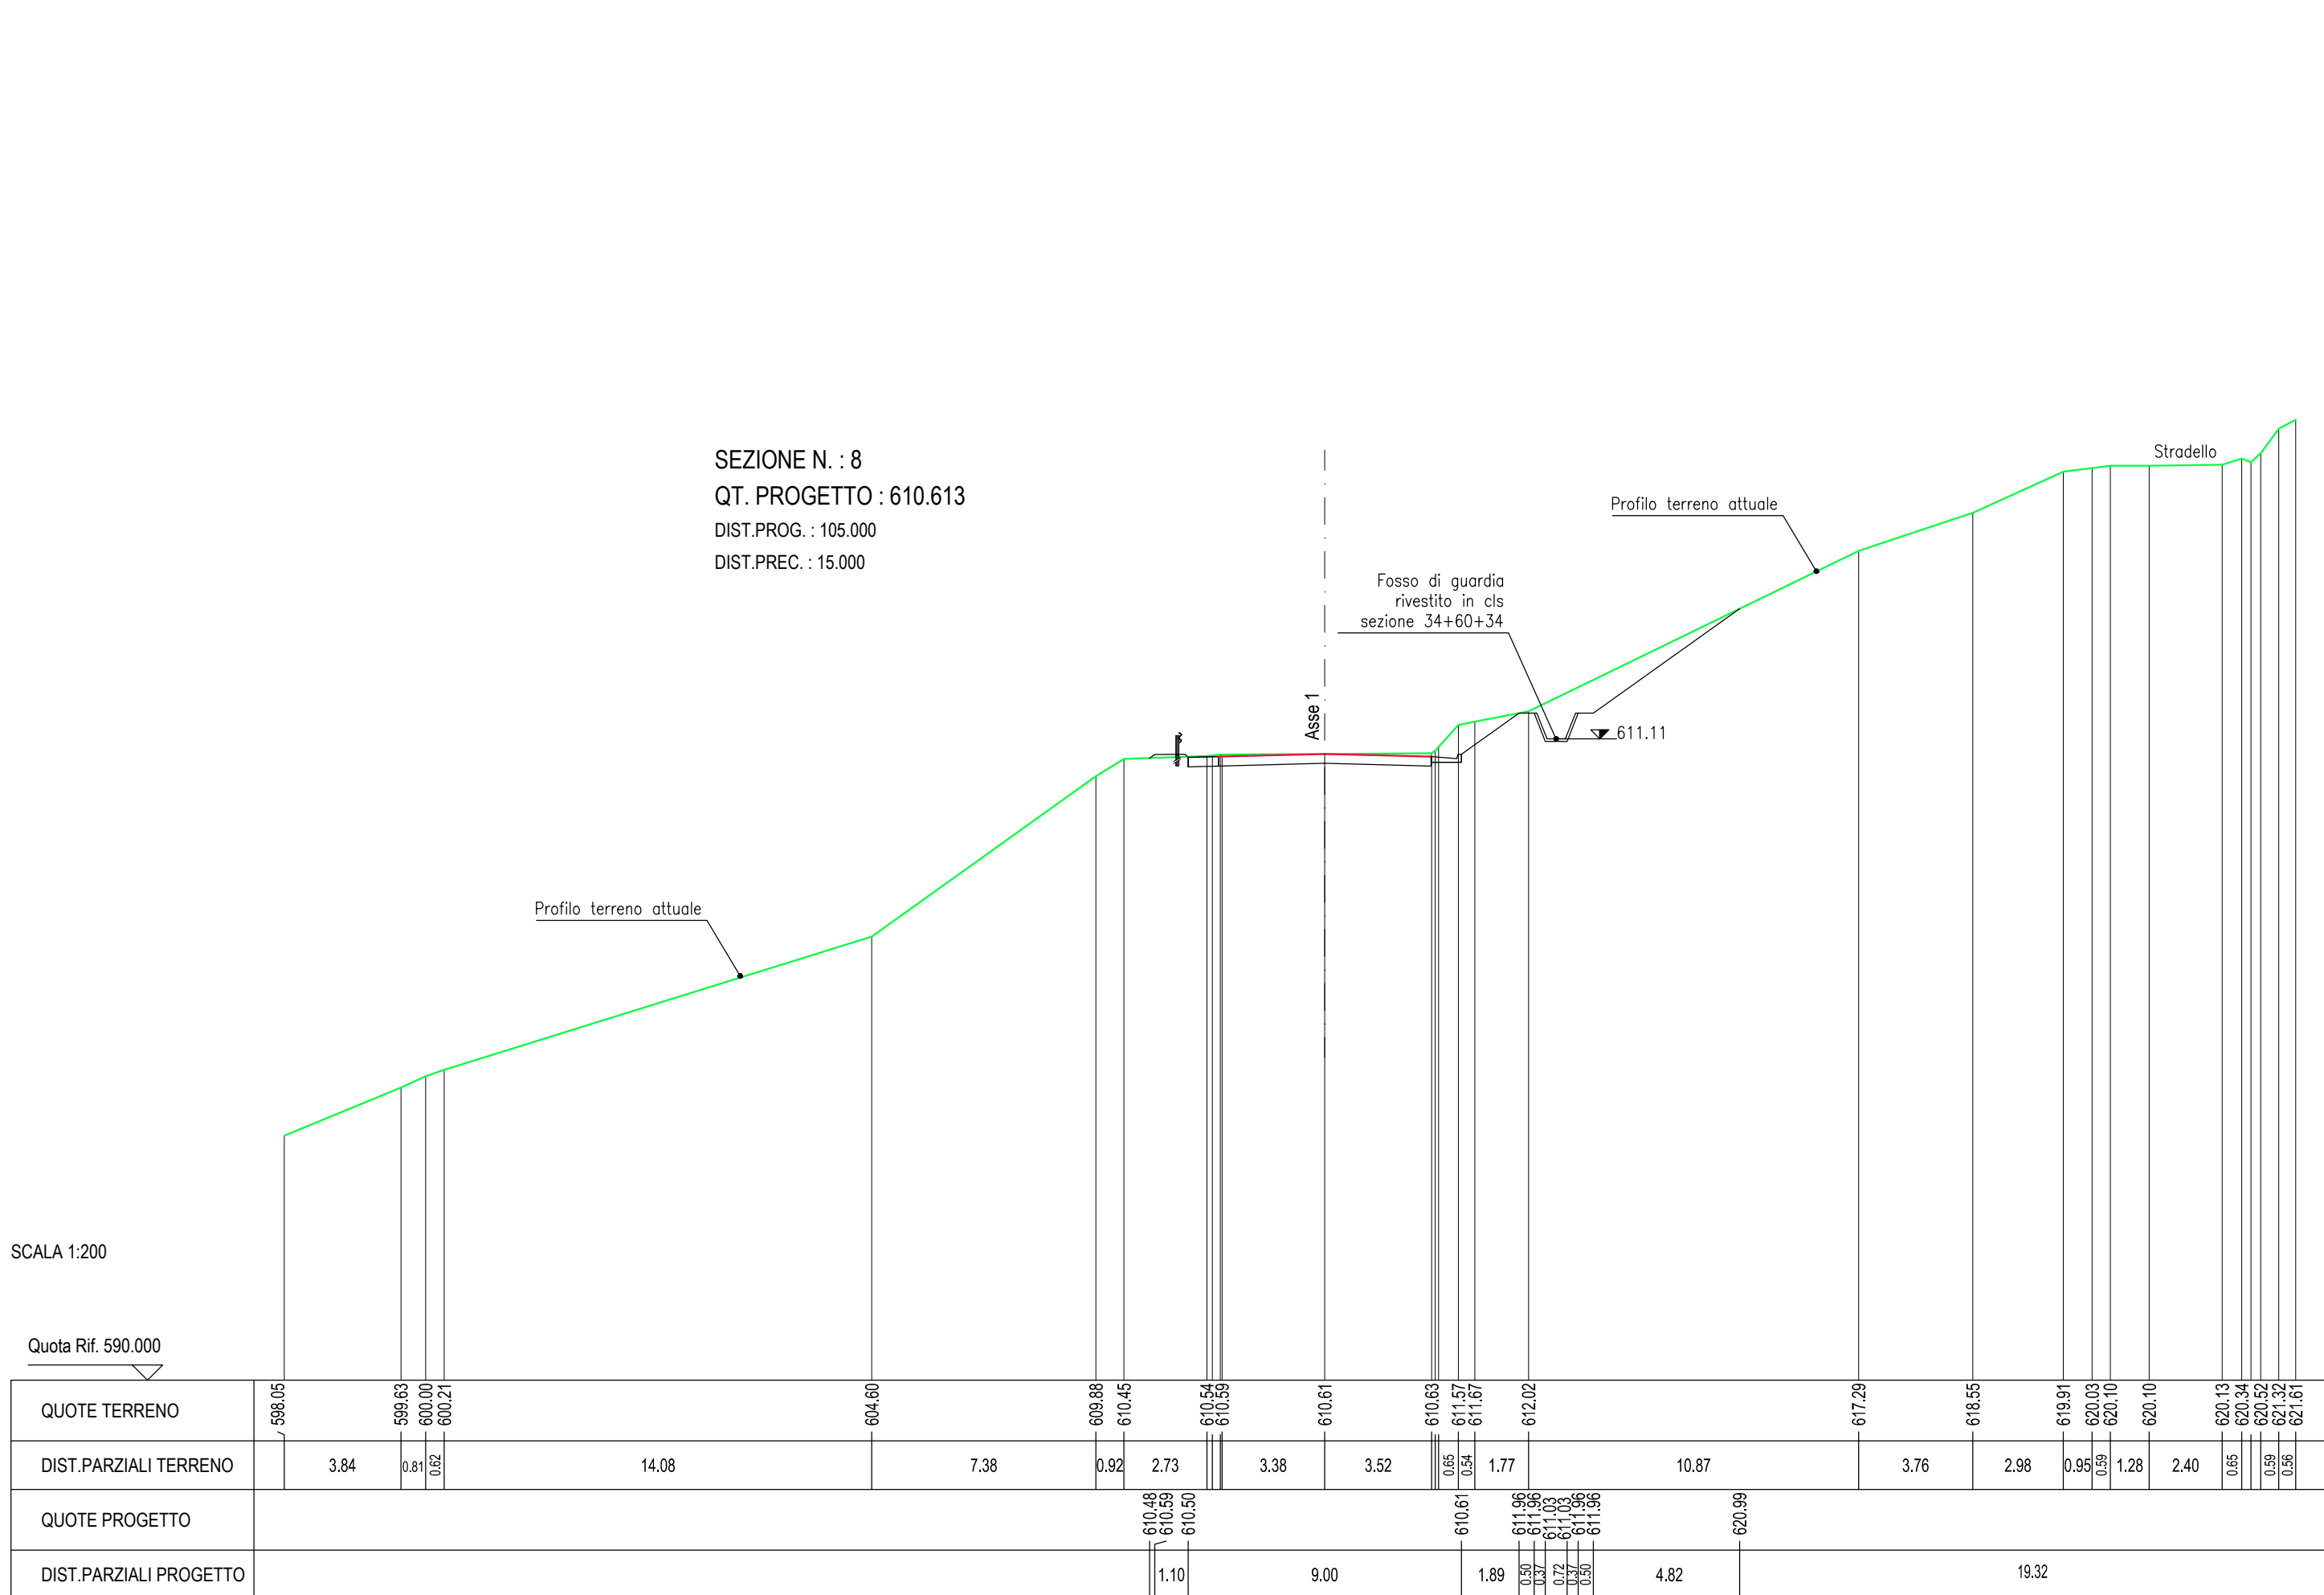 SEZIONE N. : 8
QT. PROGETTO : 610.613
DIST.PROG. : 105.000
DIST.PREC. : 15.000
Stradello
Profilo terreno attuale
Fosso di guardia
rivestito in cls
sezione 34+60+34
Asse 1
611.11
Profilo terreno attuale
SCALA 1:200
Quota Rif. 590.000
QUOTE TERRENO 598.05 599.63 600.00 600.21 604.60 609.88 610.45 610.54 610.59 610.61 610.63 611.57 611.67 612.02 617.29 618.55 619.91 620.03 620.10 620.10 620.13 620.34 620.52 621.32 621.61
DIST.PARZIALI TERRENO 3.84 0.81 0.62 14.08 7.38 0.92 2.73 3.38 3.52 0.65 0.54 1.77 10.87 3.76 2.98 0.95 0.59 1.28 2.40 0.65 0.59 0.56
QUOTE PROGETTO 610.48 610.59 610.50 610.61 611.96 611.96 611.03 611.03 611.96 611.96 620.99
DIST.PARZIALI PROGETTO 1.10 9.00 1.89 0.50 0.37 0.72 0.37 0.50 4.82 19.32